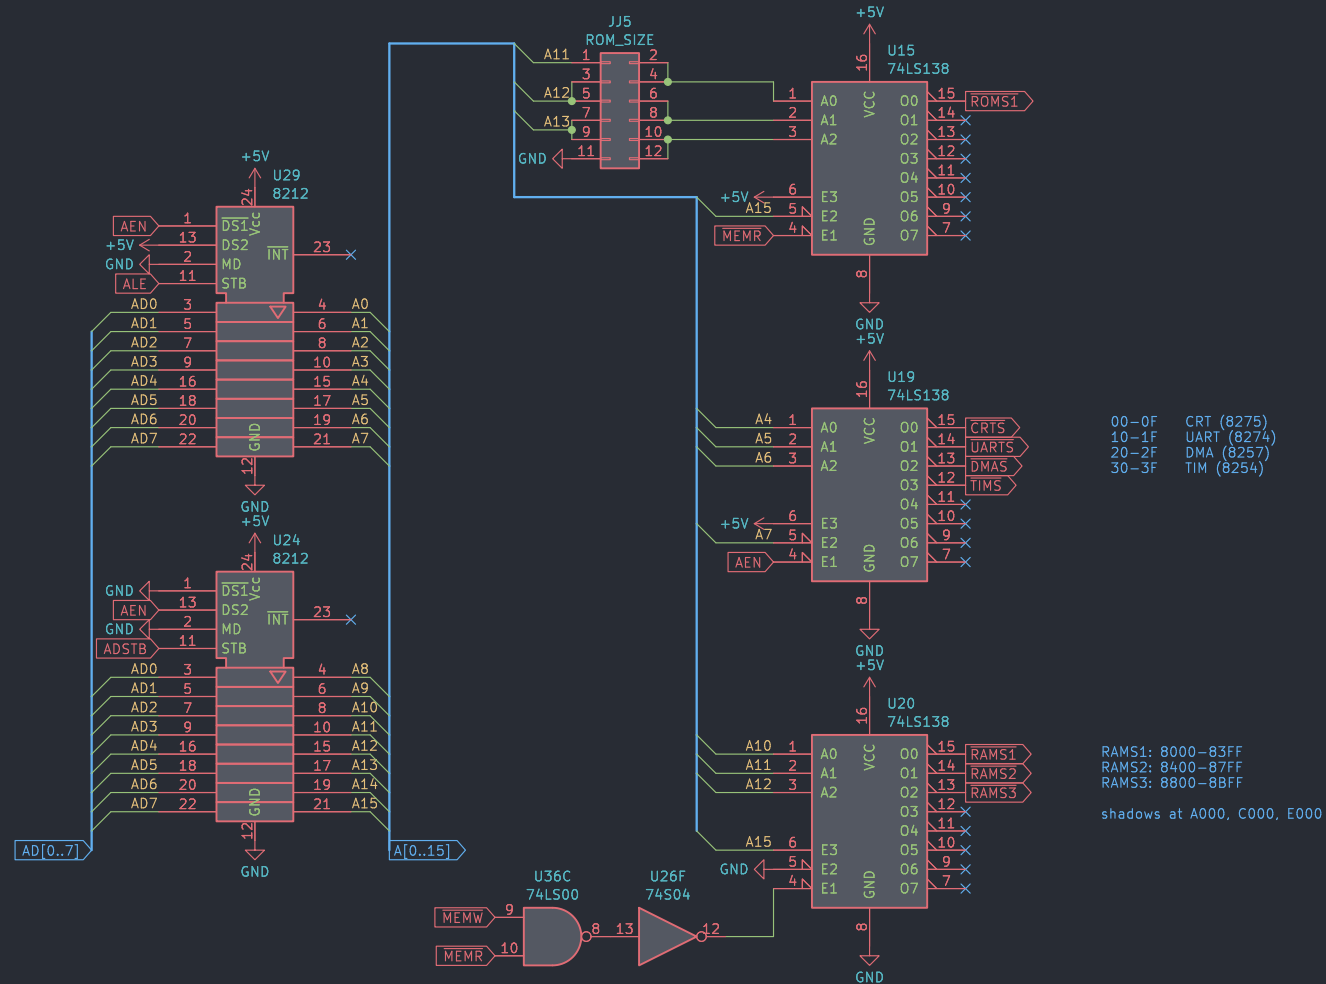 JJ5
ROM_SIZE
A11 1 2
3 4
A12 5 6
7 8
A13 9 10
GND 11 12
+5V
16
U15
74LS138
VCC
1 A0 O0 15 ROMS1
2 A1 O1 14
3 A2 O2 13
O3 12
O4 11
+5V 6 E3 O5 10
A15 5 E2 O6 9
MEMR 4 E1 O7 7
GND
8
GND
+5V
24
U29
8212
AEN 1 DS1 Vcc
+5V 13 DS2 INT 23
GND 2 MD
ALE 11 STB
AD0 3 4 A0
AD1 5 6 A1
AD2 7 8 A2
AD3 9 10 A3
AD4 16 15 A4
AD5 18 17 A5
AD6 20 19 A6
AD7 22 21 A7
GND
12
GND
+5V
16
U19
74LS138
VCC
A4 1 A0 O0 15 CRTS
A5 2 A1 O1 14 UARTS
A6 3 A2 O2 13 DMAS
O3 12 TIMS
O4 11
+5V 6 E3 O5 10
A7 5 E2 O6 9
AEN 4 E1 O7 7
GND
8
GND
00-0F CRT (8275)
10-1F UART (8274)
20-2F DMA (8257)
30-3F TIM (8254)
+5V
24
U24
8212
GND 1 DS1 Vcc
AEN 13 DS2 INT 23
GND 2 MD
ADSTB 11 STB
AD0 3 4 A8
AD1 5 6 A9
AD2 7 8 A10
AD3 9 10 A11
AD4 16 15 A12
AD5 18 17 A13
AD6 20 19 A14
AD7 22 21 A15
GND
12
GND
AD[0..7]
A[0..15]
+5V
16
U20
74LS138
VCC
A10 1 A0 O0 15 RAMS1
A11 2 A1 O1 14 RAMS2
A12 3 A2 O2 13 RAMS3
O3 12
O4 11
A15 6 E3 O5 10
GND 5 E2 O6 9
4 E1 O7 7
GND
8
GND
RAMS1: 8000-83FF
RAMS2: 8400-87FF
RAMS3: 8800-8BFF
shadows at A000, C000, E000
U36C
74LS00
MEMW 9
MEMR 10
8
U26F
74S04
13 12